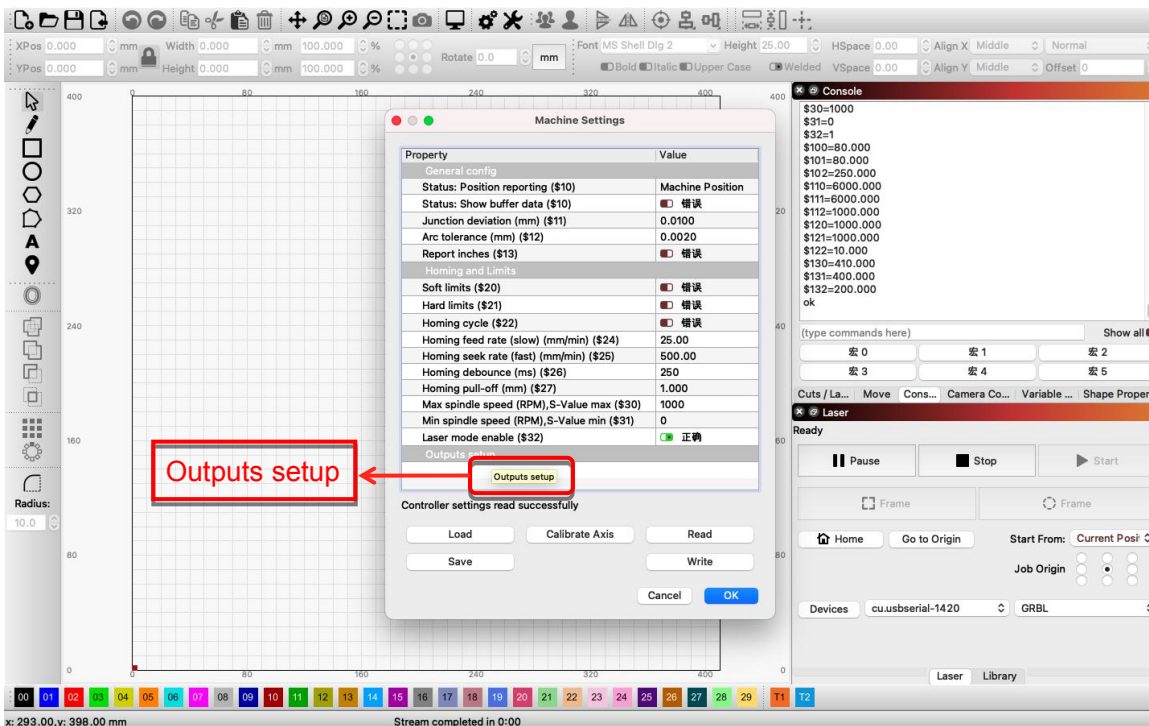 XPos 0.000 mm Width 0.000 mm 100.000 % Rotate 0.0 mm Font MS Shell Dlg 2 Height 25.00 HSpace 0.00 Align X Middle Normal
YPos 0.000 mm Height 0.000 mm 100.000 % Bold Italic Upper Case Welded VSpace 0.00 Align Y Middle Offset 0
0 80 160 240 320 400
400
320
240
160
80
0
Radius:
10.0
Machine Settings
Property Value
General config
Status: Position reporting ($10) Machine Position
Status: Show buffer data ($10) 错误
Junction deviation (mm) ($11) 0.0100
Arc tolerance (mm) ($12) 0.0020
Report inches ($13) 错误
Homing and Limits
Soft limits ($20) 错误
Hard limits ($21) 错误
Homing cycle ($22) 错误
Homing feed rate (slow) (mm/min) ($24) 25.00
Homing seek rate (fast) (mm/min) ($25) 500.00
Homing debounce (ms) ($26) 250
Homing pull-off (mm) ($27) 1.000
Max spindle speed (RPM),S-Value max ($30) 1000
Min spindle speed (RPM),S-Value min ($31) 0
Laser mode enable ($32) 正确
Outputs setup
Outputs setup
Outputs setup
Controller settings read successfully
Load Calibrate Axis Read
Save Write
Cancel OK
400
20
40
60
80
0
0 80 160 240 320 400
Console
$30=1000
$31=0
$32=1
$100=80.000
$101=80.000
$102=250.000
$110=6000.000
$111=6000.000
$112=1000.000
$120=1000.000
$121=1000.000
$122=10.000
$130=410.000
$131=400.000
$132=200.000
ok
(type commands here) Show all
宏 0 宏 1 宏 2
宏 3 宏 4 宏 5
Cuts / La... Move Cons... Camera Co... Variable ... Shape Proper
Laser
Ready
Pause Stop Start
Frame Frame
Home Go to Origin Start From: Current Posit
Job Origin
Devices cu.usbserial-1420 GRBL
Laser Library
00 01 02 03 04 05 06 07 08 09 10 11 12 13 14 15 16 17 18 19 20 21 22 23 24 25 26 27 28 29 T1 T2
x: 293.00,y: 398.00 mm Stream completed in 0:00